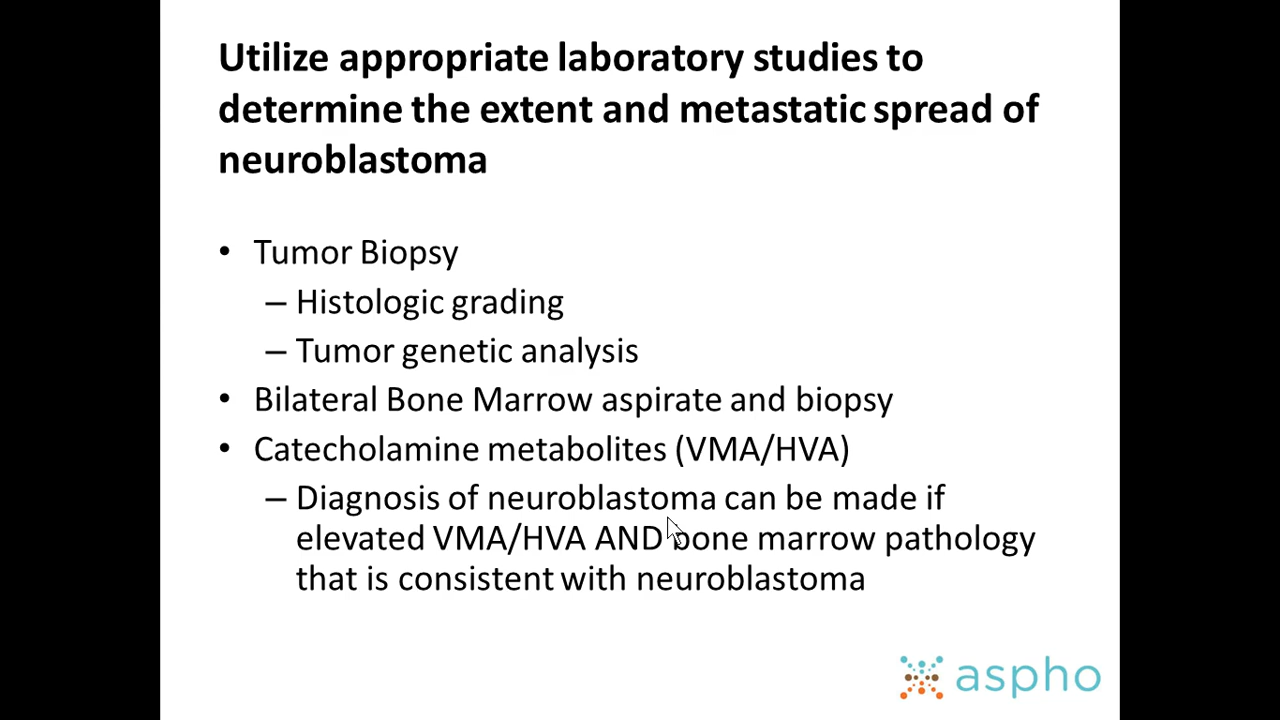 Utilize appropriate laboratory studies to
determine the extent and metastatic spread of
neuroblastoma
• Tumor Biopsy
– Histologic grading
– Tumor genetic analysis
• Bilateral Bone Marrow aspirate and biopsy
• Catecholamine metabolites (VMA/HVA)
– Diagnosis of neuroblastoma can be made if
elevated VMA/HVA AND bone marrow pathology
that is consistent with neuroblastoma
aspho